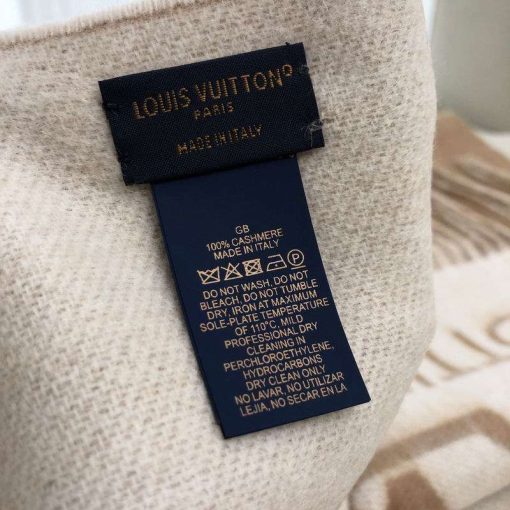 LOUIS VUITTON®
PARIS
MADE IN ITALY
GB
100% CASHMERE
MADE IN ITALY
DO NOT WASH, DO NOT
BLEACH, DO NOT TUMBLE
DRY, IRON AT MAXIMUM
SOLE-PLATE TEMPERATURE
OF 110°C, MILD
PROFESSIONAL DRY
CLEANING IN
PERCHLOROETHYLENE,
HYDROCARBONS
DRY CLEAN ONLY
NO LAVAR, NO UTILIZAR
LEJIA, NO SECAR EN LA